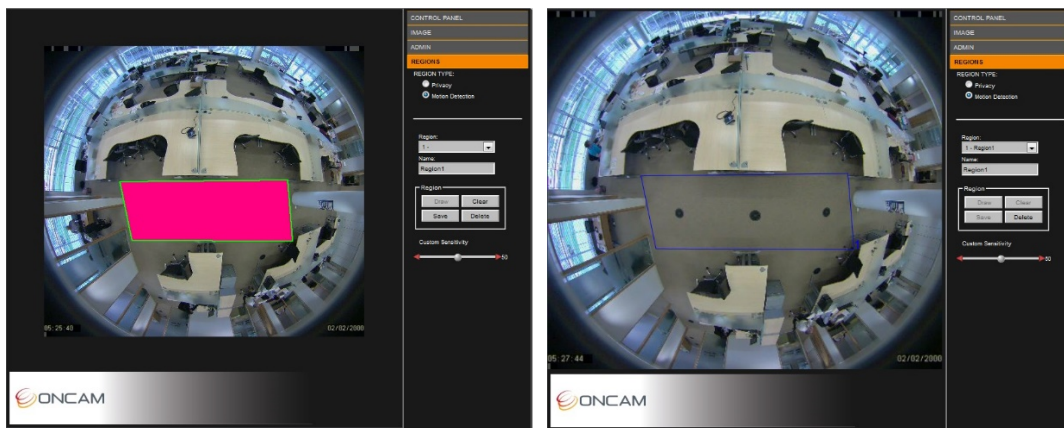 CONTROL PANEL
IMAGE
ADMIN
REGIONS
REGION TYPE:
Privacy
Motion Detection
Region:
1 -
Name:
Region1
Region
Draw Clear
Save Delete
Custom Sensitivity
50
05:25:40 02/02/2000
ONCAM
CONTROL PANEL
IMAGE
ADMIN
REGIONS
REGION TYPE:
Privacy
Motion Detection
Region:
1 - Region1
Name:
Region1
Region
Draw Clear
Save Delete
Custom Sensitivity
50
05 27:44 02/02/2000
ONCAM